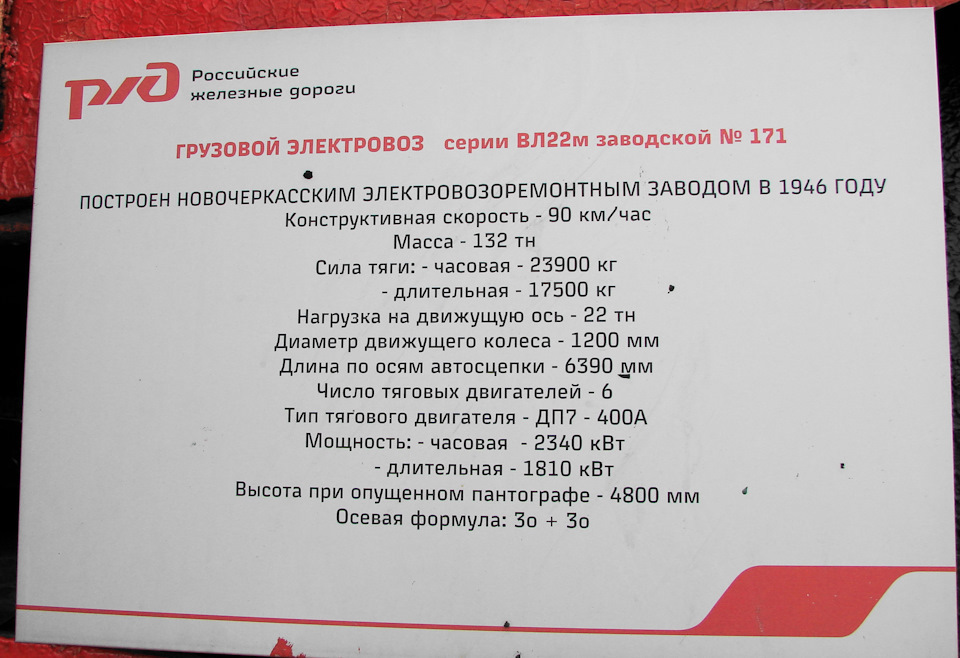 РЖД Российские
железные дороги
ГРУЗОВОЙ ЭЛЕКТРОВОЗ серии ВЛ22м заводской № 171
ПОСТРОЕН НОВОЧЕРКАССКИМ ЭЛЕКТРОВОЗОРЕМОНТНЫМ ЗАВОДОМ В 1946 ГОДУ
Конструктивная скорость - 90 км/час
Масса - 132 тн
Сила тяги: - часовая - 23900 кг
- длительная - 17500 кг
Нагрузка на движущую ось - 22 тн
Диаметр движущего колеса - 1200 мм
Длина по осям автосцепки - 6390 мм
Число тяговых двигателей - 6
Тип тягового двигателя - ДП7 - 400А
Мощность: - часовая - 2340 кВт
- длительная - 1810 кВт
Высота при опущенном пантографе - 4800 мм
Осевая формула: 3о + 3о